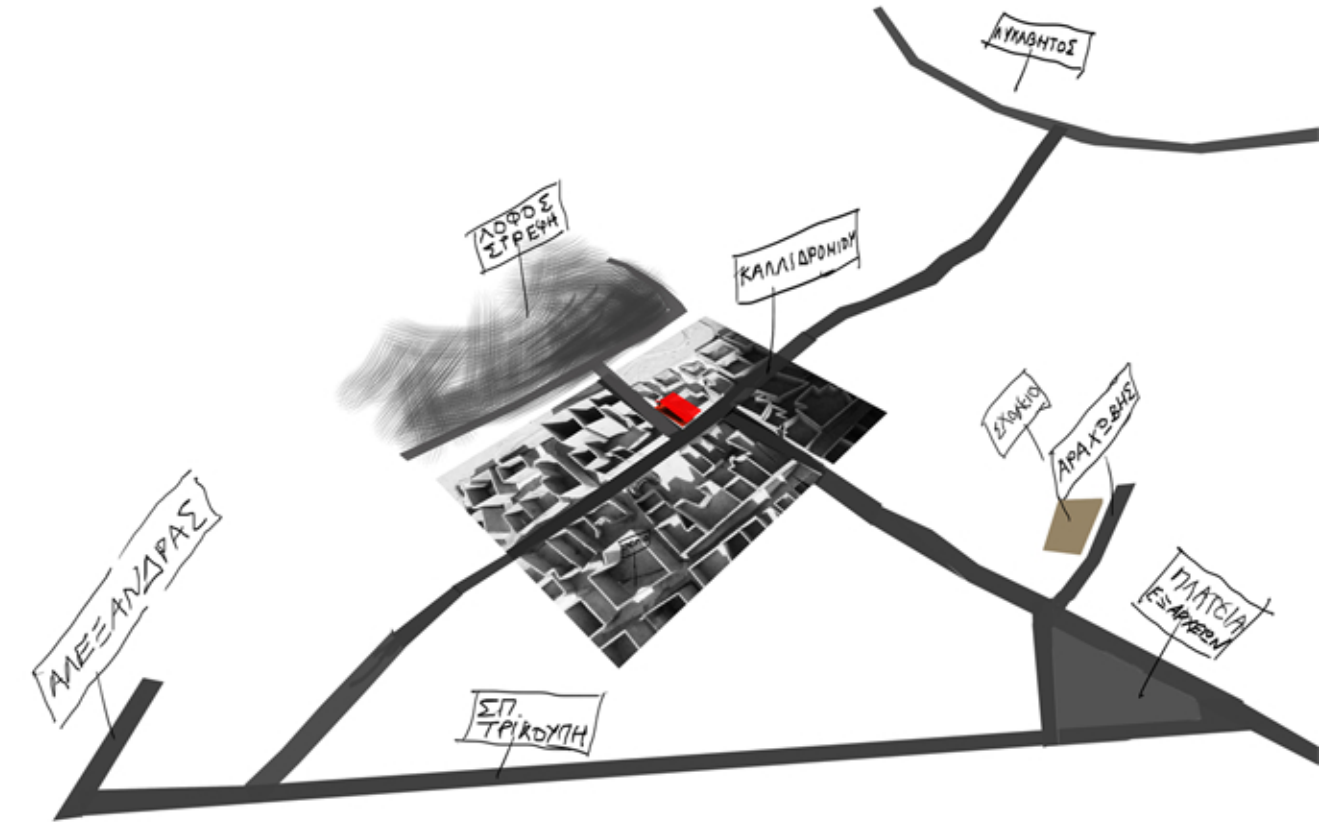 ΛΥΚΑΒΗΤΟΣ
ΛΟΦΟΣ
ΣΤΡΕΦΗ
ΚΑΛΛΙΔΡΟΜΙΟΥ
ΣΧΟΛΕΙΟ
ΑΡΑΧΩΒΗΣ
ΑΛΕΞΑΝΔΡΑΣ
ΠΛΑΤΕΙΑ
ΕΞΑΡΧΕΙΩΝ
ΣΠ.
ΤΡΙΚΟΥΠΗ